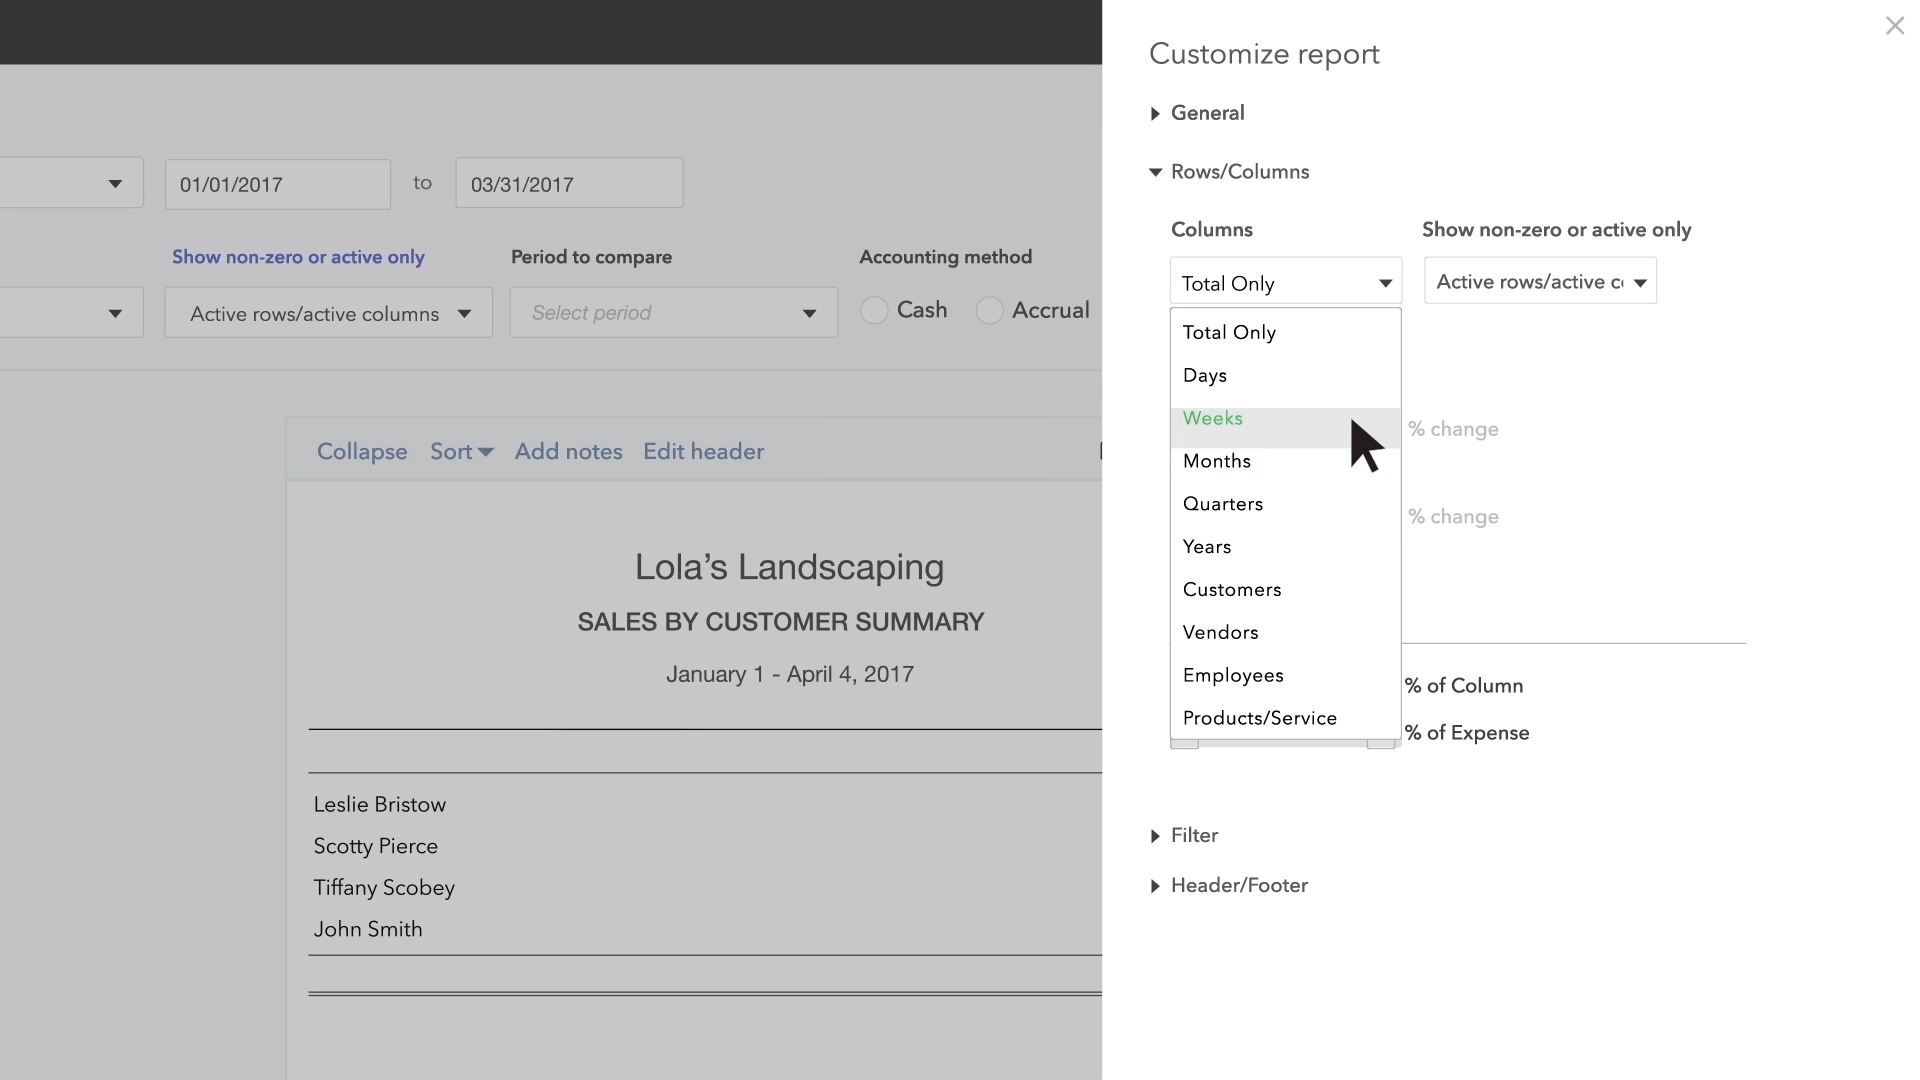 Customize report
General
Rows/Columns
Columns
Show non-zero or active only
Total Only
Active rows/active
Total Only
Days
Weeks
Months
Quarters
Years
Customers
Vendors
Employees
Products/Service
% change
% change
% of Column
% of Expense
Filter
Header/Footer
01/01/2017 to 03/31/2017
Show non-zero or active only
Period to compare
Accounting method
Active rows/active columns
Select period
Cash
Accrual
Collapse Sort Add notes Edit header
Lola's Landscaping
SALES BY CUSTOMER SUMMARY
January 1 - April 4, 2017
Leslie Bristow
Scotty Pierce
Tiffany Scobey
John Smith